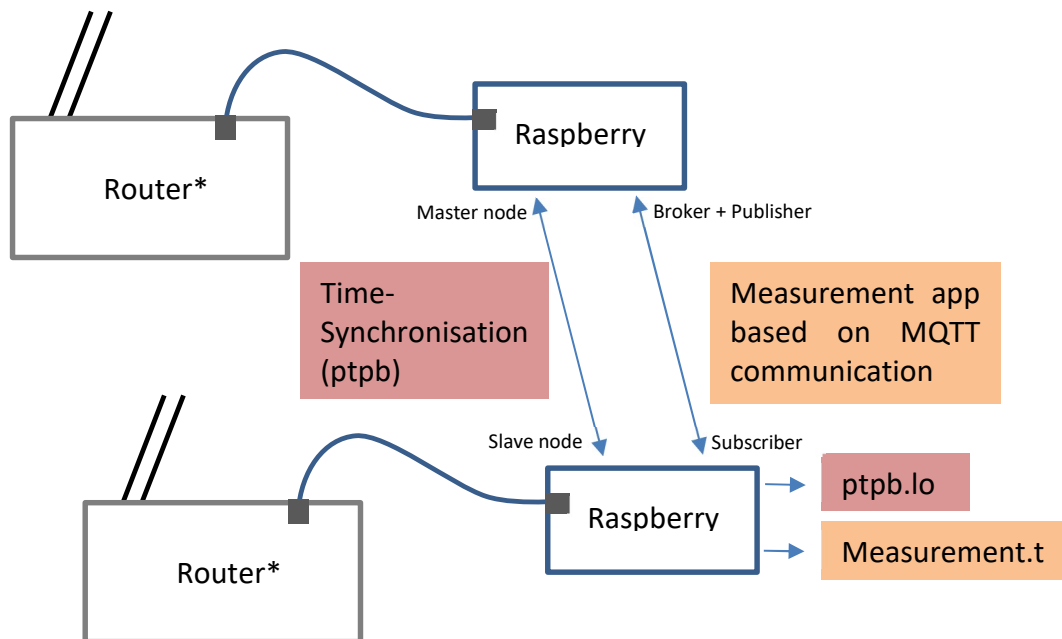 Raspberry
Router*
Master node
Broker + Publisher
Time-
Synchronisation
(ptpb)
Measurement app
based on MQTT
communication
Slave node
Subscriber
Raspberry
ptpb.lo
Router*
Measurement.t